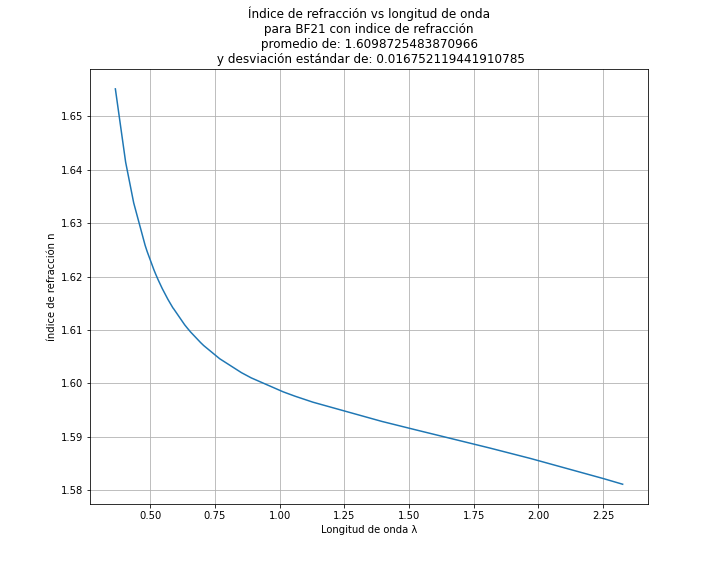 Índice de refracción vs longitud de onda
para BF21 con indice de refracción
promedio de: 1.6098725483870966
y desviación estándar de: 0.016752119441910785
1.65
1.64
1.63
1.62
1.61
1.60
1.59
1.58
Índice de refracción n
0.50 0.75 1.00 1.25 1.50 1.75 2.00 2.25
Longitud de onda λ